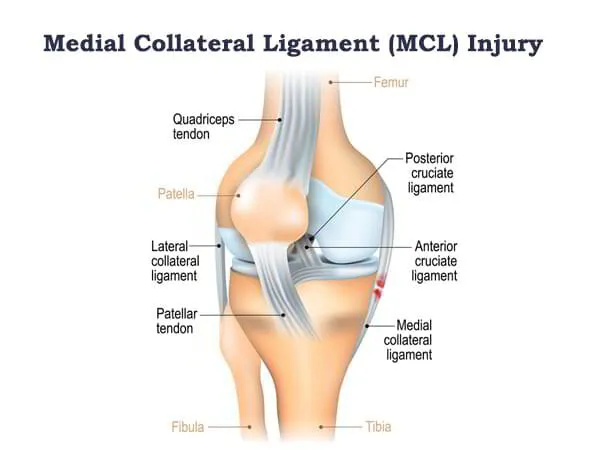 Medial Collateral Ligament (MCL) Injury
Femur
Quadriceps
tendon
Posterior
cruciate
ligament
Patella
Lateral
collateral
ligament
Anterior
cruciate
ligament
Patellar
tendon
Medial
collateral
ligament
Fibula
Tibia